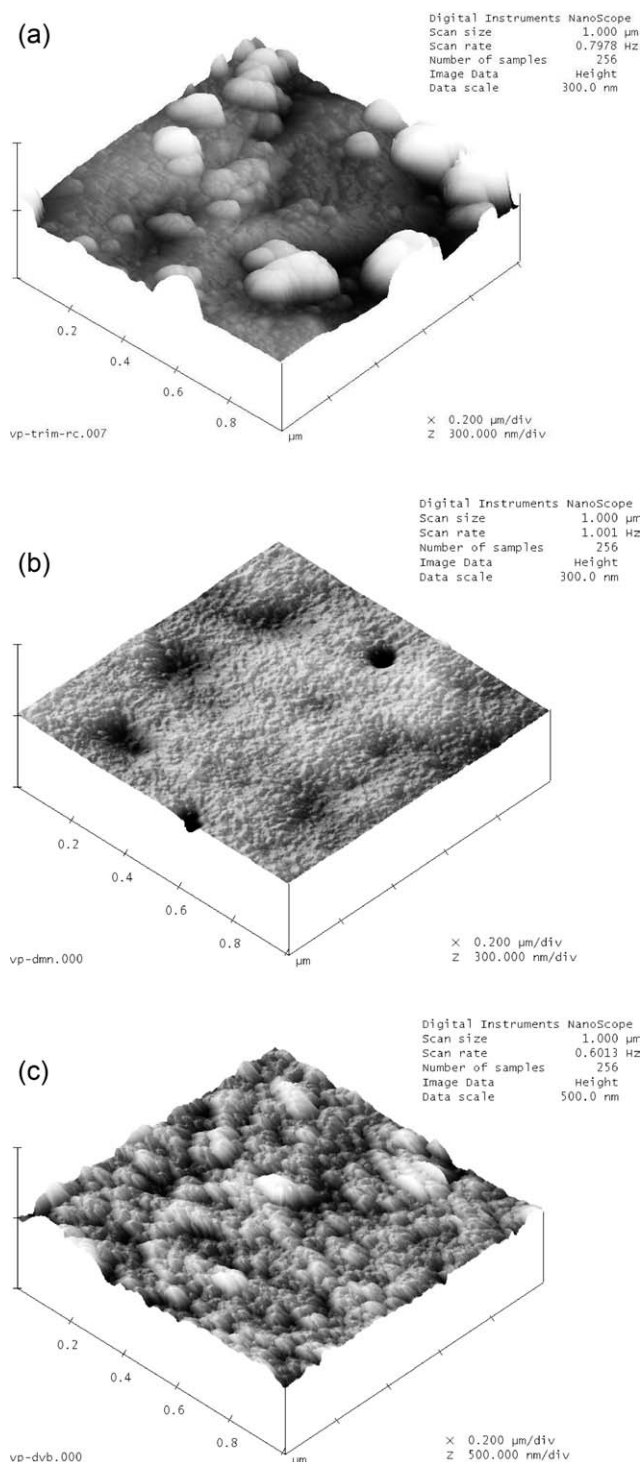 (a)
Digital Instruments NanoScope
Scan size 1.000 µm
Scan rate 0.7978 Hz
Number of samples 256
Image Data Height
Data scale 300.0 nm
0.2
0.4
0.6
0.8
µm
X 0.200 µm/div
Z 300.000 nm/div
vp-trim-rc.007
(b)
Digital Instruments NanoScope
Scan size 1.000 µm
Scan rate 1.001 Hz
Number of samples 256
Image Data Height
Data scale 300.0 nm
0.2
0.4
0.6
0.8
µm
X 0.200 µm/div
Z 300.000 nm/div
vp-dmn.000
(c)
Digital Instruments NanoScope
Scan size 1.000 µm
Scan rate 0.6013 Hz
Number of samples 256
Image Data Height
Data scale 500.0 nm
0.2
0.4
0.6
0.8
µm
X 0.200 µm/div
Z 500.000 nm/div
vp-dvb.000